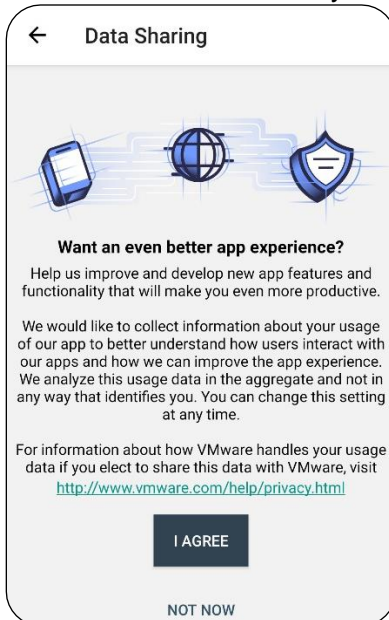 Data Sharing
Want an even better app experience?
Help us improve and develop new app features and
functionality that will make you even more productive.
We would like to collect information about your usage
of our app to better understand how users interact with
our apps and how we can improve the app experience.
We analyze this usage data in the aggregate and not in
any way that identifies you. You can change this setting
at any time.
For information about how VMware handles your usage
data if you elect to share this data with VMware, visit
http://www.vmware.com/help/privacy.html
I AGREE
NOT NOW